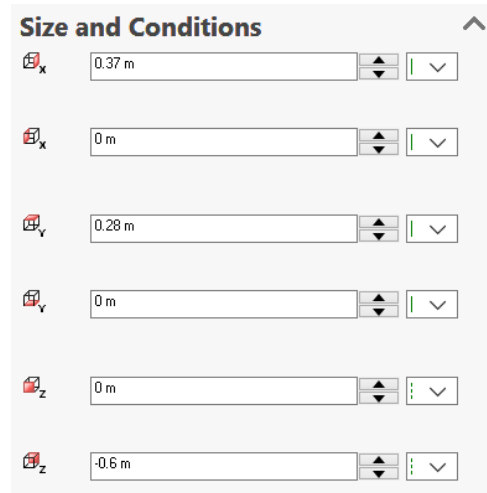 Size and Conditions
X 0.37 m
X 0 m
Y 0.28 m
Y 0 m
Z 0 m
Z -0.6 m